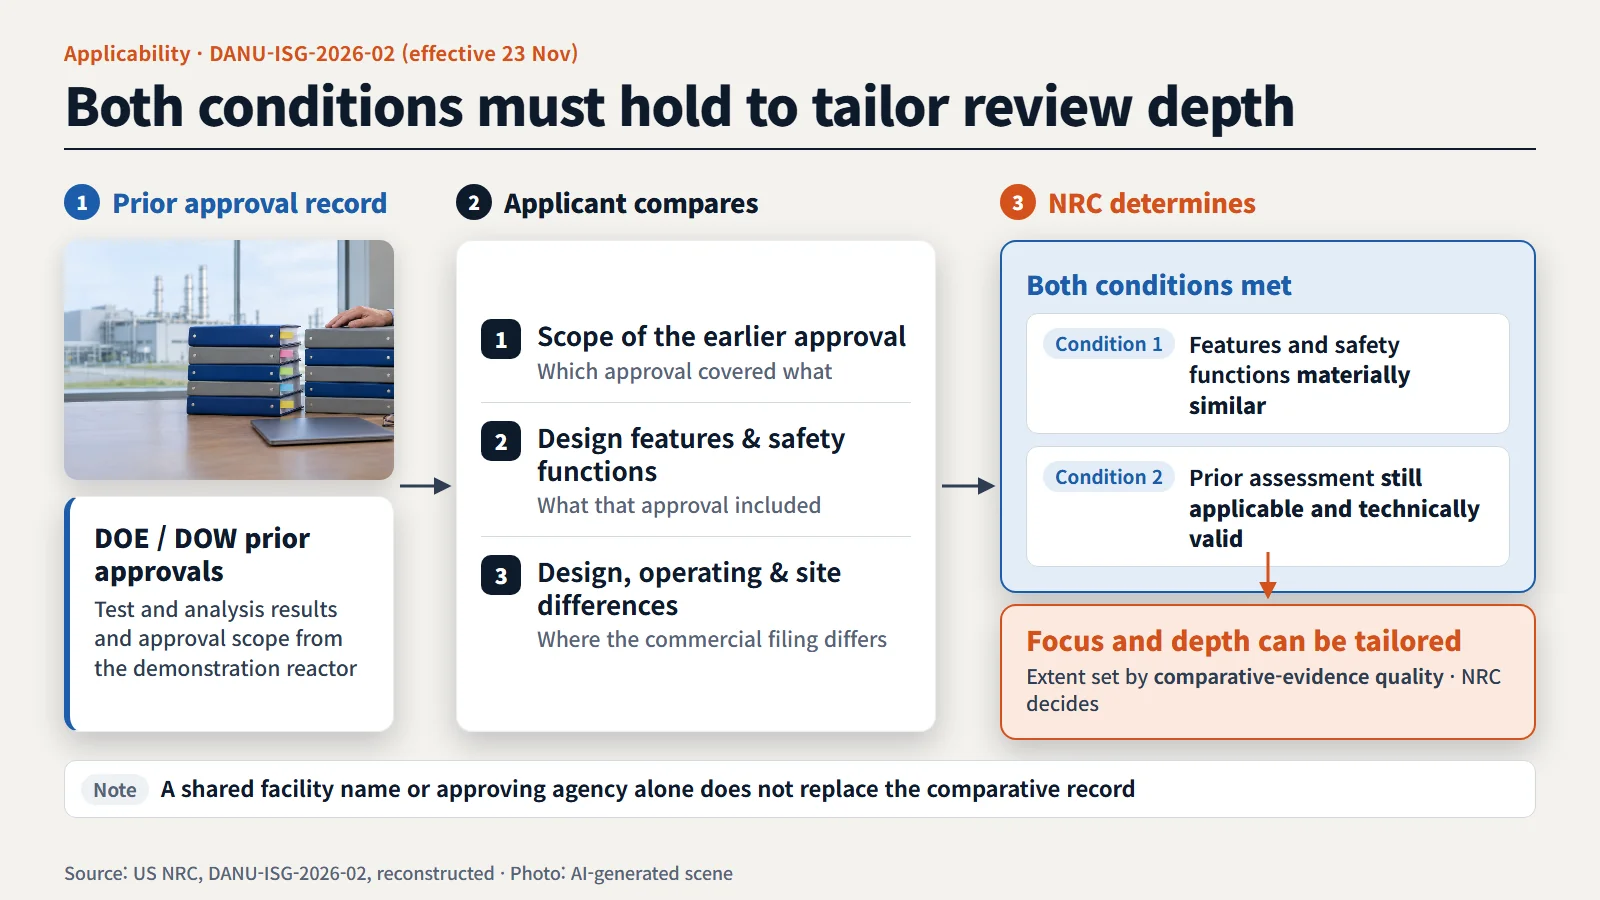 Applicability · DANU-ISG-2026-02 (effective 23 Nov)
Both conditions must hold to tailor review depth
1 Prior approval record
DOE / DOW prior
approvals
Test and analysis results
and approval scope from
the demonstration reactor
2 Applicant compares
1 Scope of the earlier approval
Which approval covered what
2 Design features & safety
functions
What that approval included
3 Design, operating & site
differences
Where the commercial filing differs
3 NRC determines
Both conditions met
Condition 1 Features and safety
functions materially
similar
Condition 2 Prior assessment still
applicable and technically
valid
Focus and depth can be tailored
Extent set by comparative-evidence quality · NRC
decides
Note A shared facility name or approving agency alone does not replace the comparative record
Source: US NRC, DANU-ISG-2026-02, reconstructed · Photo: AI-generated scene